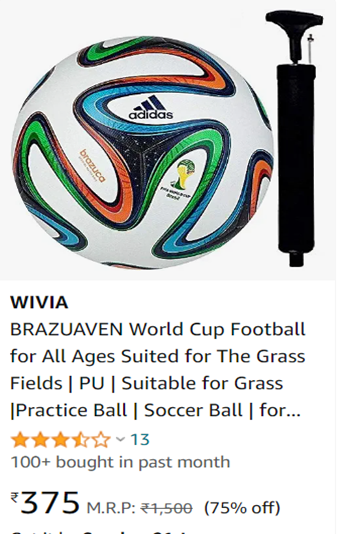 adidas
brazuca
FIFA WORLD CUP
Brasil
WIVIA
BRAZUAVEN World Cup Football
for All Ages Suited for The Grass
Fields | PU | Suitable for Grass
|Practice Ball | Soccer Ball | for...
13
100+ bought in past month
₹375 M.R.P: ₹1,500 (75% off)